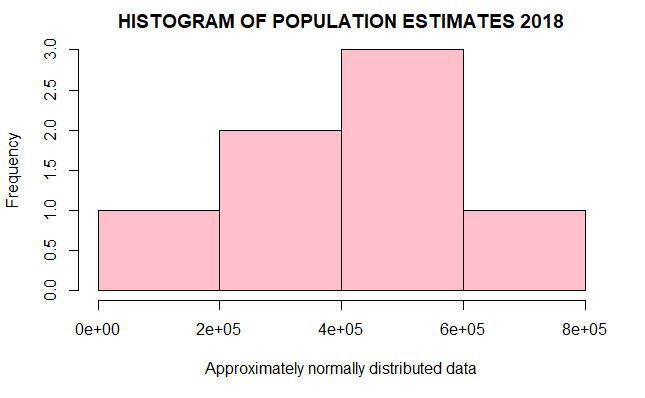 HISTOGRAM OF POPULATION ESTIMATES 2018
Frequency
3.0
2.5
2.0
1.5
1.0
0.5
0.0
0e+00 2e+05 4e+05 6e+05 8e+05
Approximately normally distributed data